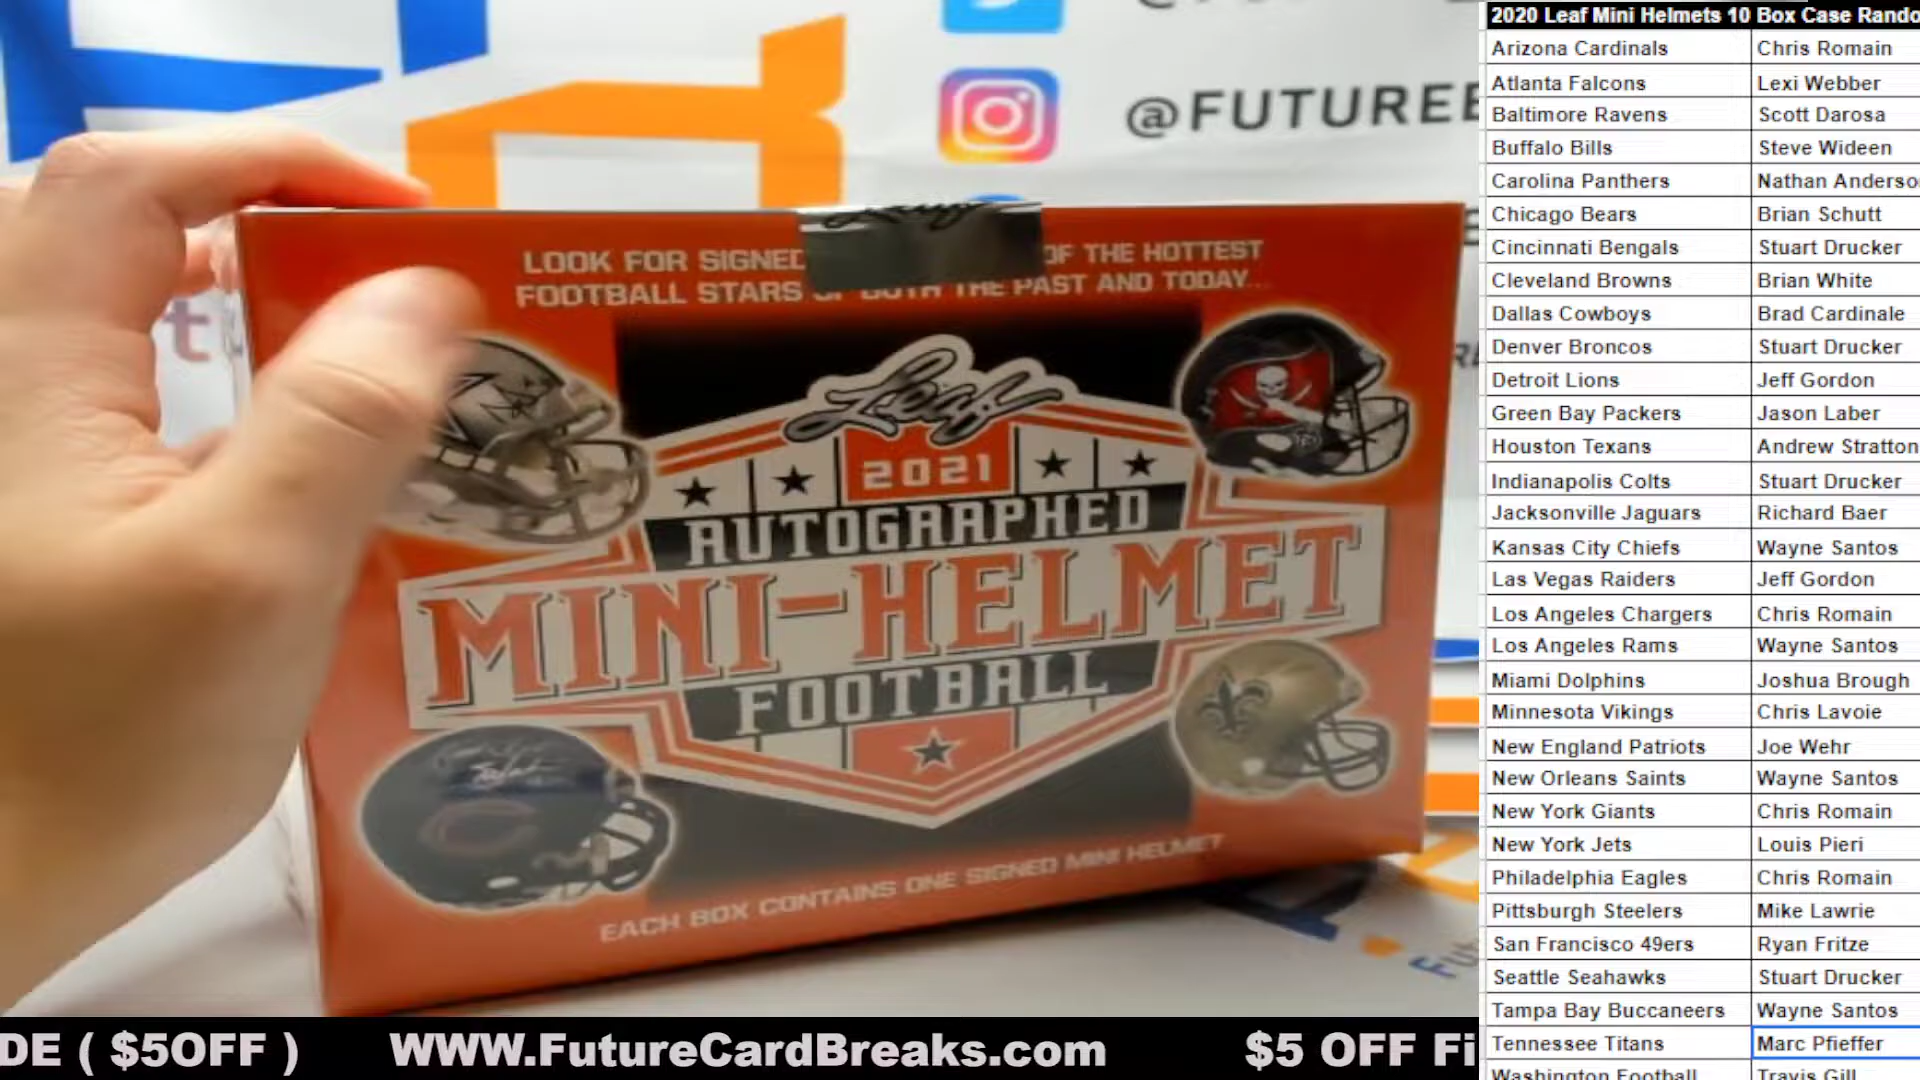 @FUTUREB
LOOK FOR SIGNED OF THE HOTTEST
FOOTBALL STARS OF BOTH THE PAST AND TODAY...
Leaf
2021
AUTOGRAPHED
MINI-HELMET
FOOTBALL
EACH BOX CONTAINS ONE SIGNED MINI HELMET
DE ( $5OFF ) WWW.FutureCardBreaks.com $5 OFF Fi
2020 Leaf Mini Helmets 10 Box Case Rando
Arizona Cardinals Chris Romain
Atlanta Falcons Lexi Webber
Baltimore Ravens Scott Darosa
Buffalo Bills Steve Wideen
Carolina Panthers Nathan Anderso
Chicago Bears Brian Schutt
Cincinnati Bengals Stuart Drucker
Cleveland Browns Brian White
Dallas Cowboys Brad Cardinale
Denver Broncos Stuart Drucker
Detroit Lions Jeff Gordon
Green Bay Packers Jason Laber
Houston Texans Andrew Stratton
Indianapolis Colts Stuart Drucker
Jacksonville Jaguars Richard Baer
Kansas City Chiefs Wayne Santos
Las Vegas Raiders Jeff Gordon
Los Angeles Chargers Chris Romain
Los Angeles Rams Wayne Santos
Miami Dolphins Joshua Brough
Minnesota Vikings Chris Lavoie
New England Patriots Joe Wehr
New Orleans Saints Wayne Santos
New York Giants Chris Romain
New York Jets Louis Pieri
Philadelphia Eagles Chris Romain
Pittsburgh Steelers Mike Lawrie
San Francisco 49ers Ryan Fritze
Seattle Seahawks Stuart Drucker
Tampa Bay Buccaneers Wayne Santos
Tennessee Titans Marc Pfieffer
Washington Football Travis Gill